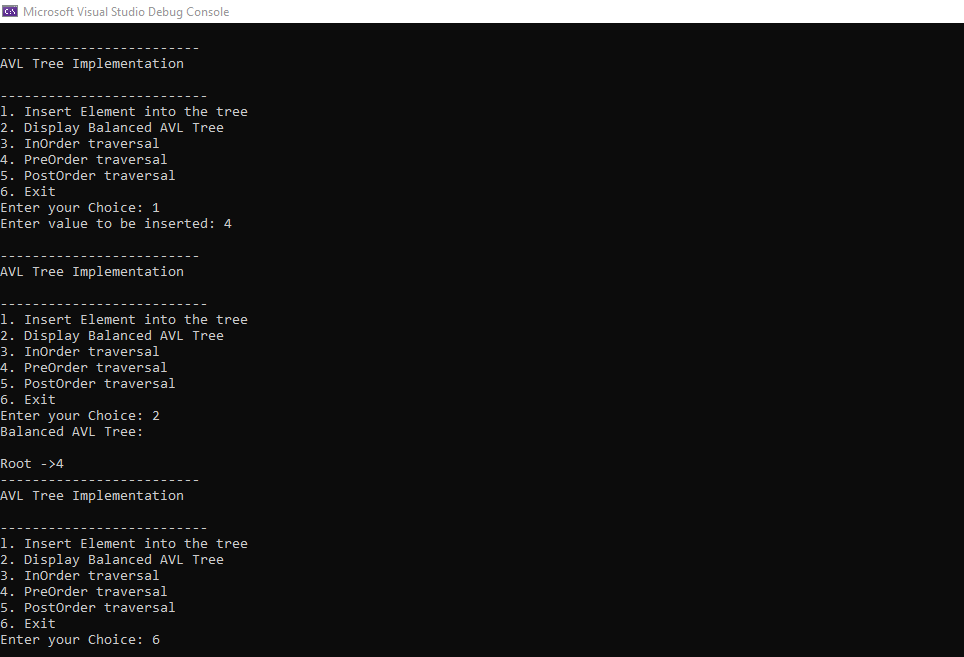 C:\ Microsoft Visual Studio Debug Console
-------------------------
AVL Tree Implementation
--------------------------
l. Insert Element into the tree
2. Display Balanced AVL Tree
3. InOrder traversal
4. PreOrder traversal
5. PostOrder traversal
6. Exit
Enter your Choice: 1
Enter value to be inserted: 4
-------------------------
AVL Tree Implementation
--------------------------
l. Insert Element into the tree
2. Display Balanced AVL Tree
3. InOrder traversal
4. PreOrder traversal
5. PostOrder traversal
6. Exit
Enter your Choice: 2
Balanced AVL Tree:
Root ->4
-------------------------
AVL Tree Implementation
--------------------------
l. Insert Element into the tree
2. Display Balanced AVL Tree
3. InOrder traversal
4. PreOrder traversal
5. PostOrder traversal
6. Exit
Enter your Choice: 6